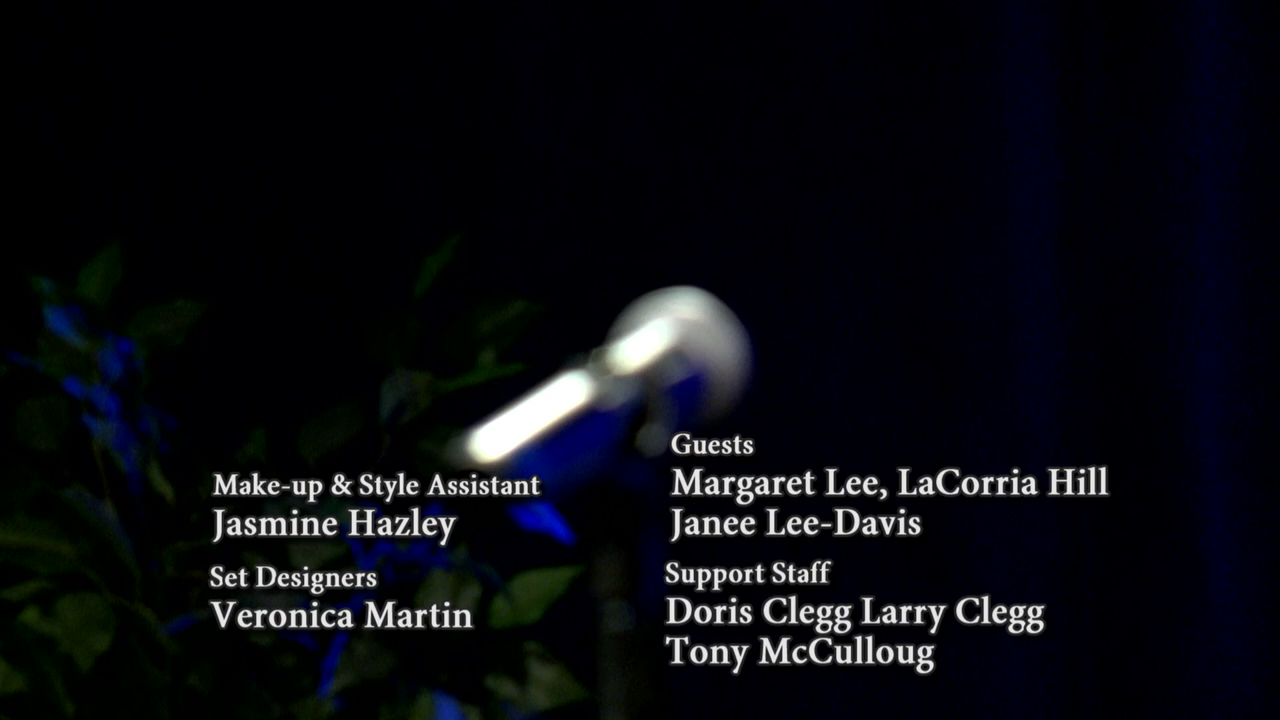 Make-up & Style Assistant
Jasmine Hazley
Set Designers
Veronica Martin
Guests
Margaret Lee, LaCorria Hill
Janee Lee-Davis
Support Staff
Doris Clegg Larry Clegg
Tony McCulloug